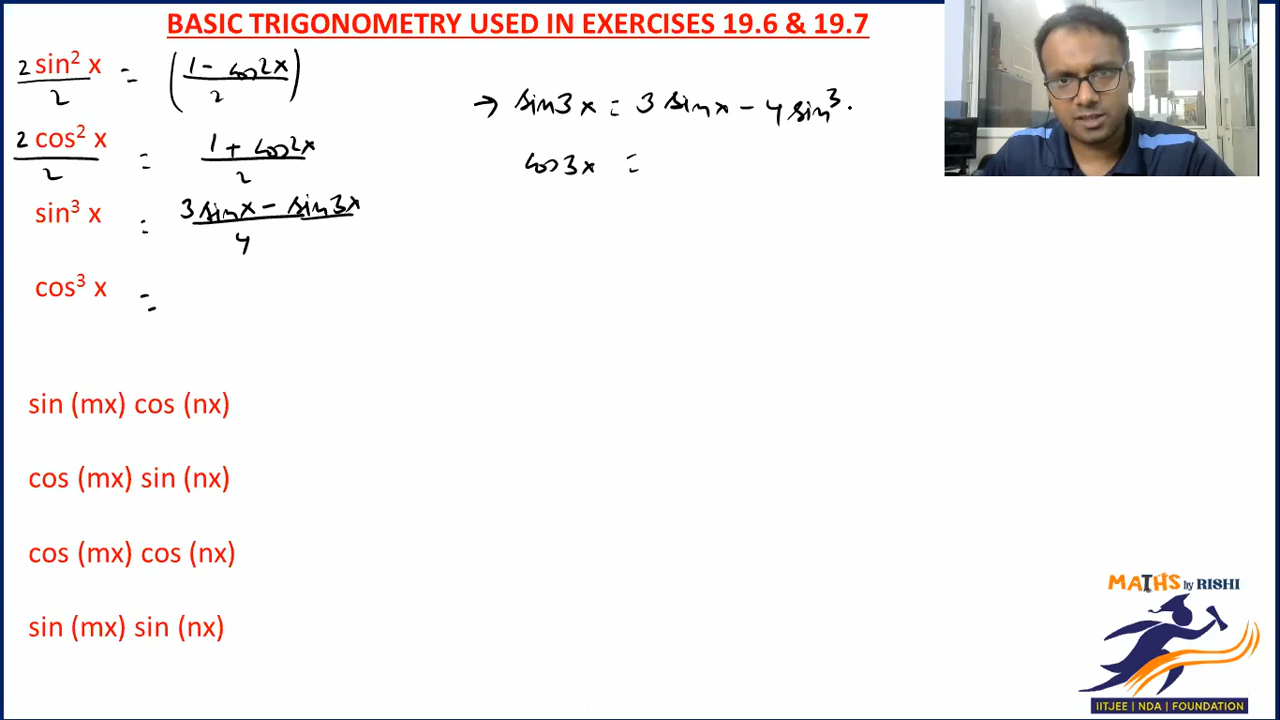 BASIC TRIGONOMETRY USED IN EXERCISES 19.6 & 19.7
2 sin² x / 2 = (1 - cos2x / 2)
→ sin3x = 3 sinx - 4 sin³.
2 cos² x / 2 = 1 + cos2x / 2
cos3x =
sin³ x = 3 sinx - sin3x / 4
cos³ x =
sin (mx) cos (nx)
cos (mx) sin (nx)
cos (mx) cos (nx)
sin (mx) sin (nx)
MATHS by RISHI
IITJEE | NDA | FOUNDATION